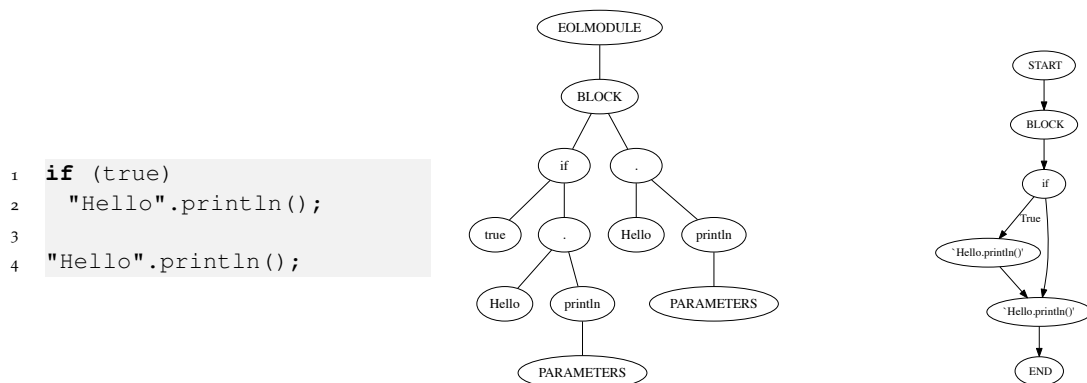 1 if (true)
2 "Hello".println();
3
4 "Hello".println();
EOLMODULE
BLOCK
if .
true . Hello println
Hello println PARAMETERS
PARAMETERS
START
BLOCK
if
True
`Hello.println()'
`Hello.println()'
END